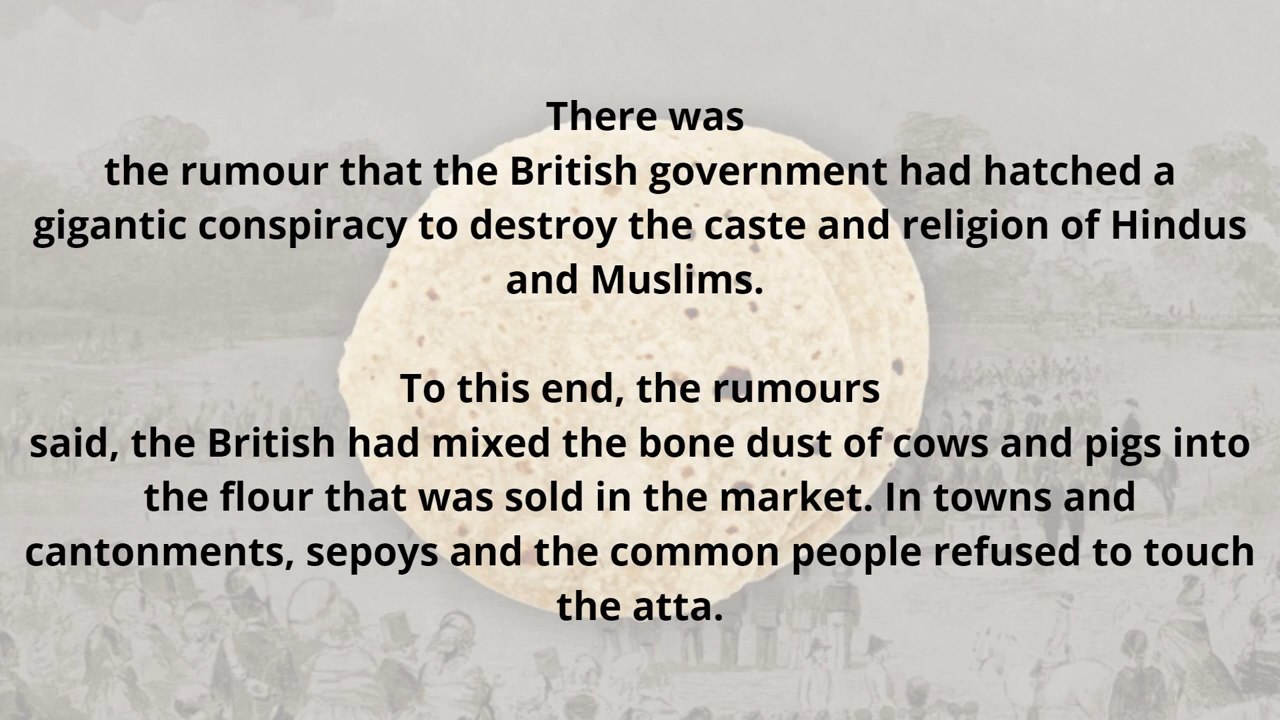 There was
the rumour that the British government had hatched a
gigantic conspiracy to destroy the caste and religion of Hindus
and Muslims.
To this end, the rumours
said, the British had mixed the bone dust of cows and pigs into
the flour that was sold in the market. In towns and
cantonments, sepoys and the common people refused to touch
the atta.